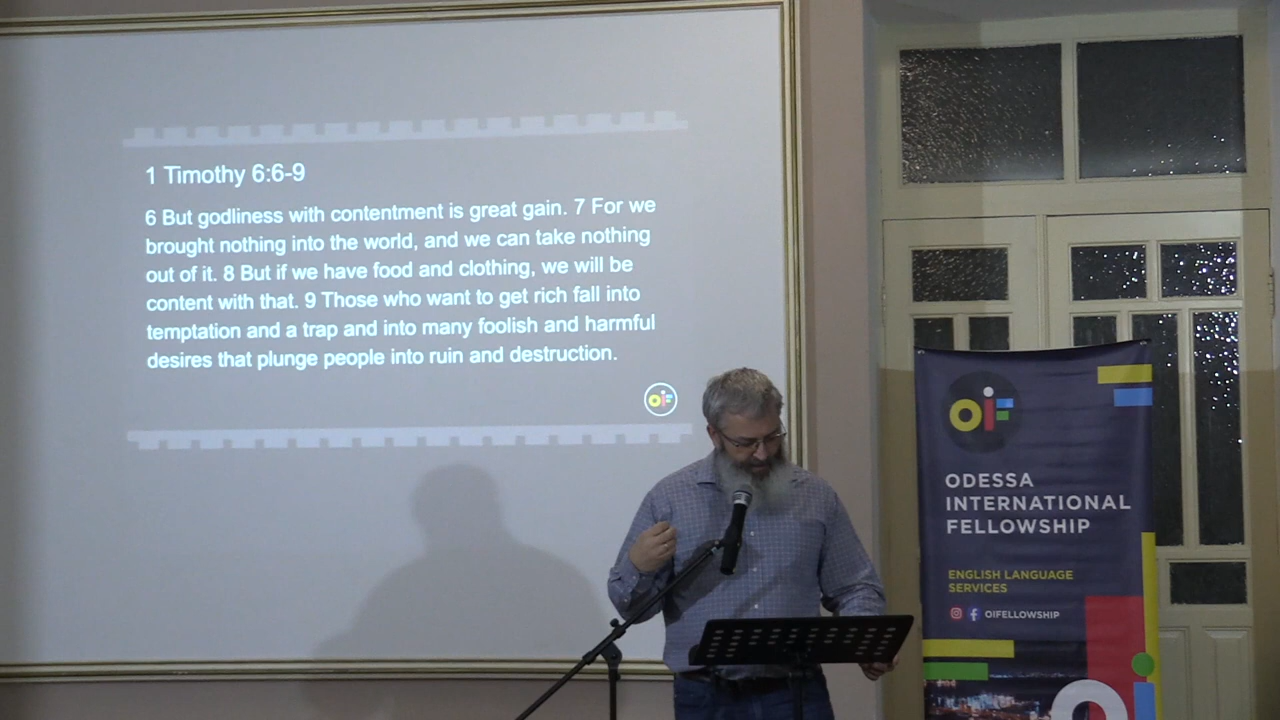 1 Timothy 6:6-9
6 But godliness with contentment is great gain. 7 For we
brought nothing into the world, and we can take nothing
out of it. 8 But if we have food and clothing, we will be
content with that. 9 Those who want to get rich fall into
temptation and a trap and into many foolish and harmful
desires that plunge people into ruin and destruction.
OiF
OiF
ODESSA
INTERNATIONAL
FELLOWSHIP
ENGLISH LANGUAGE
SERVICES
OIFELLOWSHIP
Oi